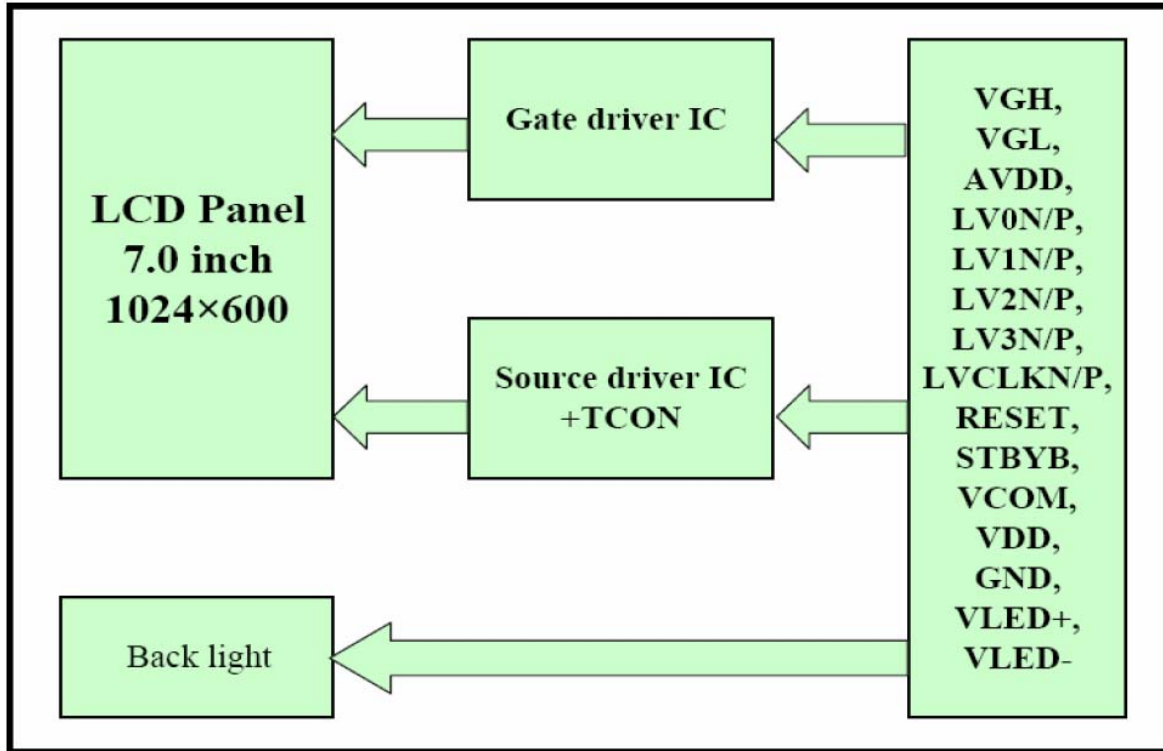 LCD Panel
7.0 inch
1024×600
Gate driver IC
Source driver IC
+TCON
Back light
VGH,
VGL,
AVDD,
LV0N/P,
LV1N/P,
LV2N/P,
LV3N/P,
LVCLKN/P,
RESET,
STBYB,
VCOM,
VDD,
GND,
VLED+,
VLED-